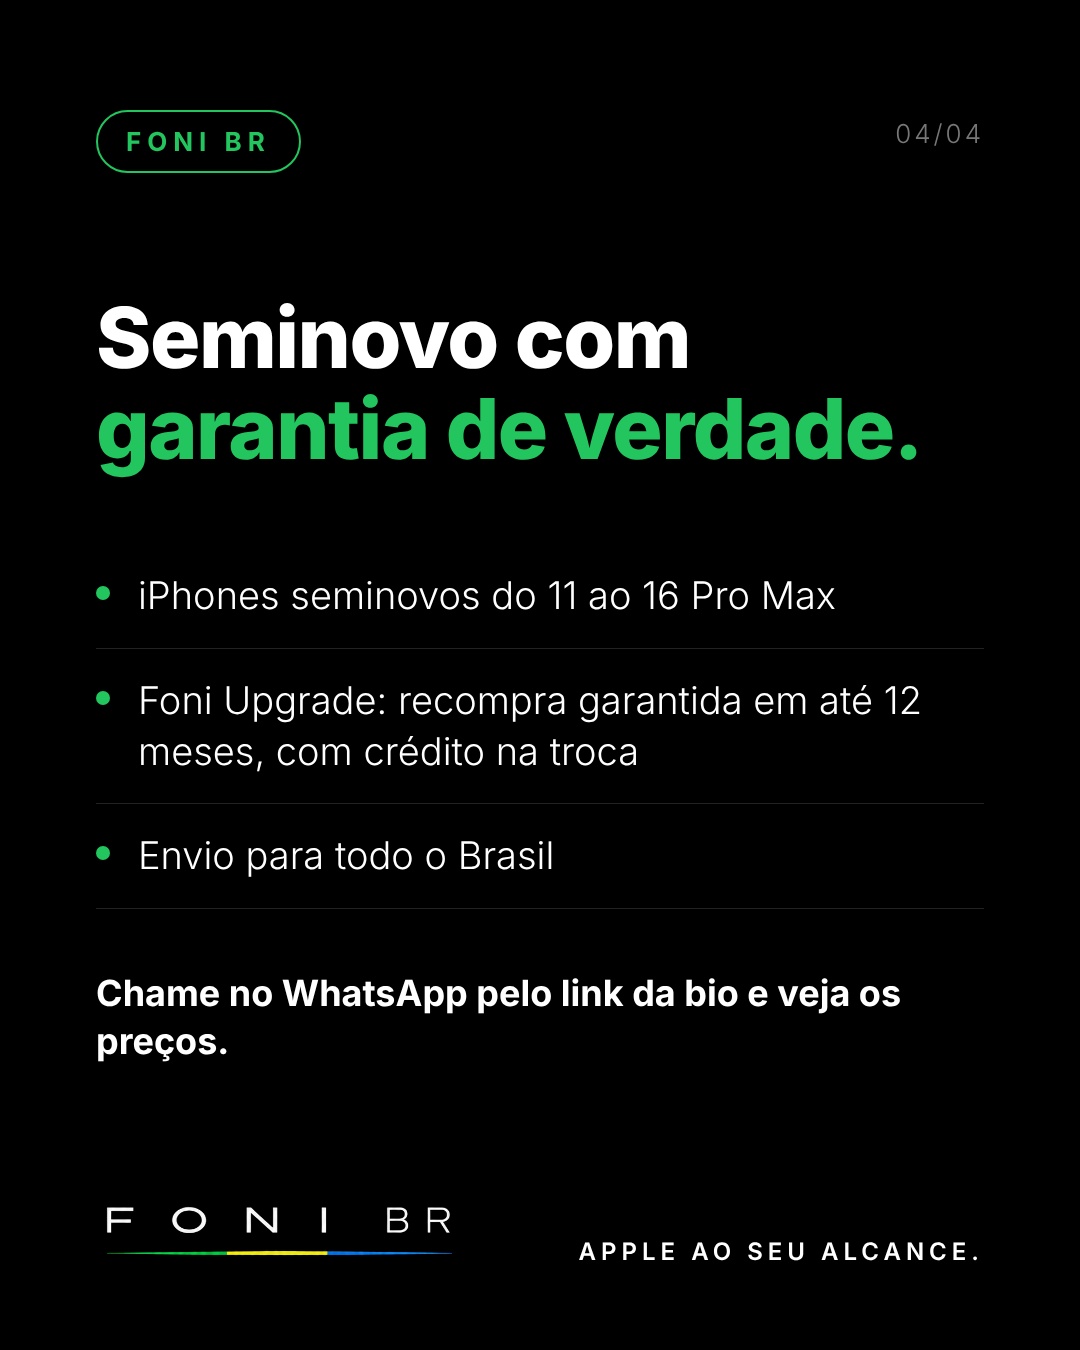 FONI BR
04/04
Seminovo com
garantia de verdade.
iPhones seminovos do 11 ao 16 Pro Max
Foni Upgrade: recompra garantida em até 12
meses, com crédito na troca
Envio para todo o Brasil
Chame no WhatsApp pelo link da bio e veja os
preços.
FONI BR
APPLE AO SEU ALCANCE.